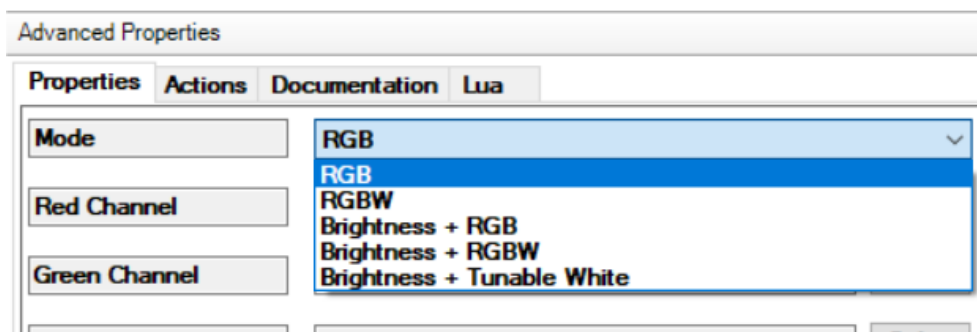 Advanced Properties
Properties Actions Documentation Lua
Mode RGB
RGB
Red Channel RGBW
Brightness + RGB
Brightness + RGBW
Green Channel Brightness + Tunable White